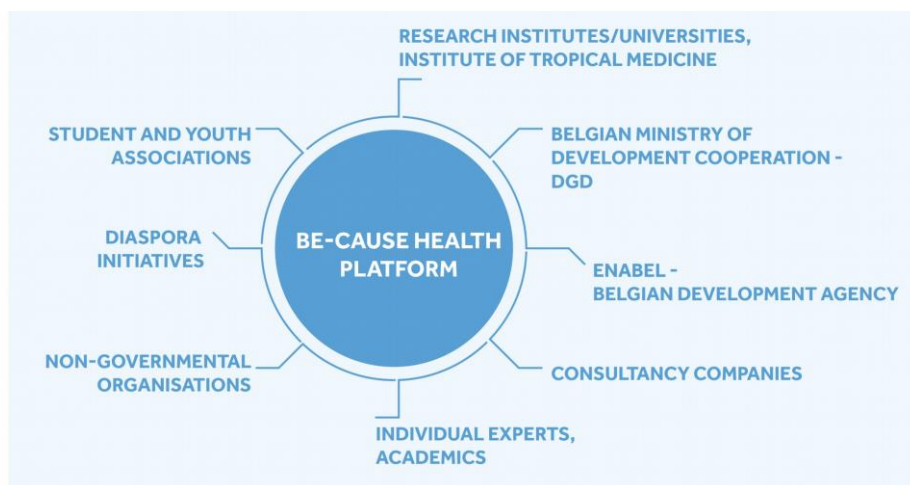 RESEARCH INSTITUTES/UNIVERSITIES,
INSTITUTE OF TROPICAL MEDICINE
STUDENT AND YOUTH
ASSOCIATIONS
BELGIAN MINISTRY OF
DEVELOPMENT COOPERATION -
DGD
DIASPORA
INITIATIVES
BE-CAUSE HEALTH
PLATFORM
ENABEL -
BELGIAN DEVELOPMENT AGENCY
NON-GOVERNMENTAL
ORGANISATIONS
CONSULTANCY COMPANIES
INDIVIDUAL EXPERTS,
ACADEMICS